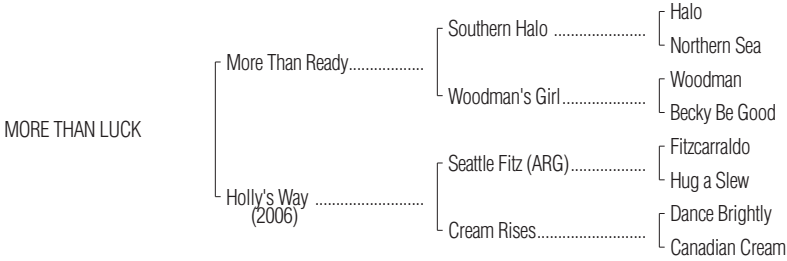 Halo
Southern Halo ......................
Northern Sea
More Than Ready..................
Woodman
Woodman's Girl....................
Becky Be Good
MORE THAN LUCK
Fitzcarraldo
Seattle Fitz (ARG)..................
Hug a Slew
Holly's Way ..........................
(2006)
Dance Brightly
Cream Rises..........................
Canadian Cream